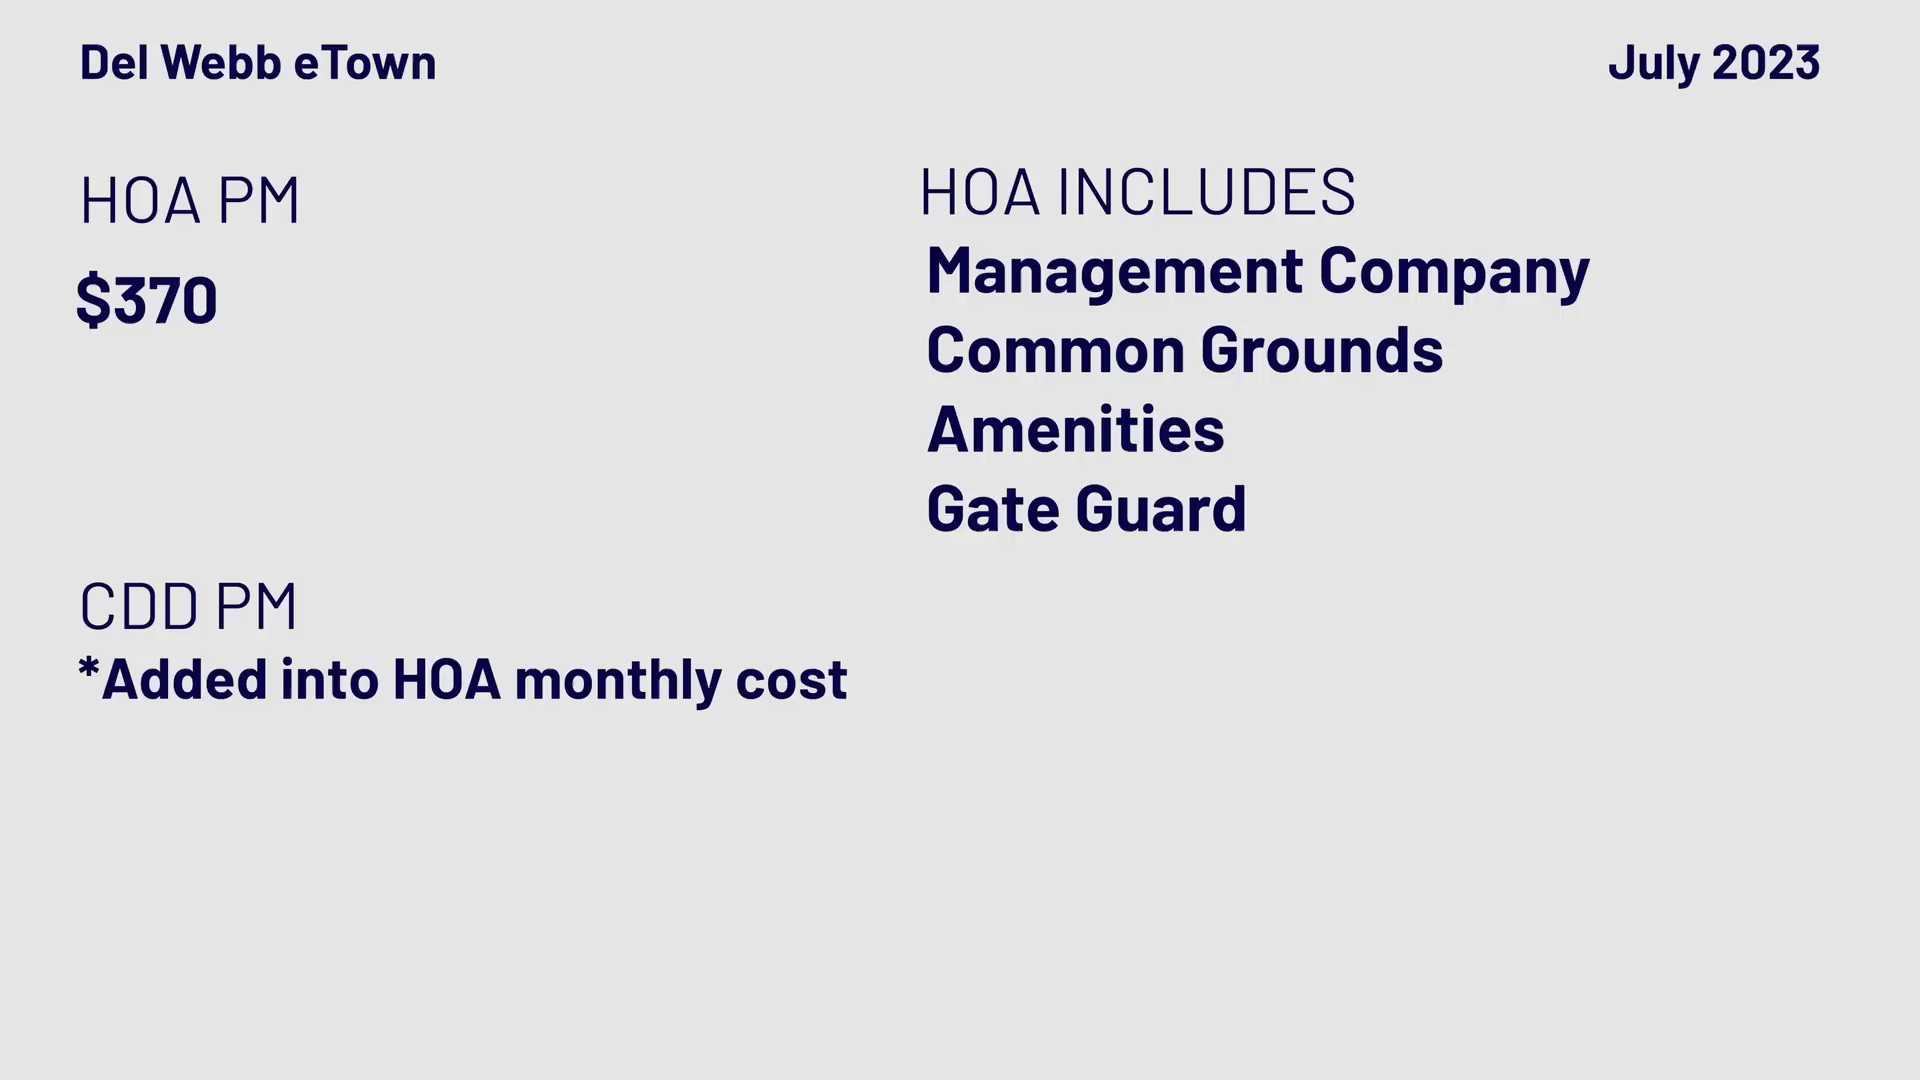 Del Webb eTown
July 2023
HOA PM
$370
HOA INCLUDES
Management Company
Common Grounds
Amenities
Gate Guard
CDD PM
*Added into HOA monthly cost